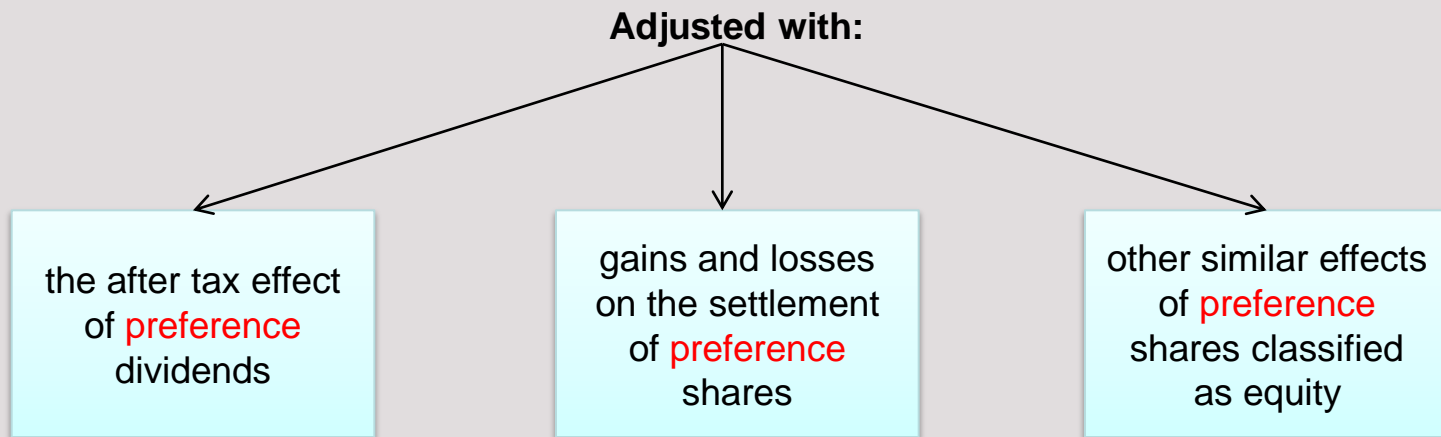 Adjusted with:
the after tax effect
of preference
dividends
gains and losses
on the settlement
of preference
shares
other similar effects
of preference
shares classified
as equity